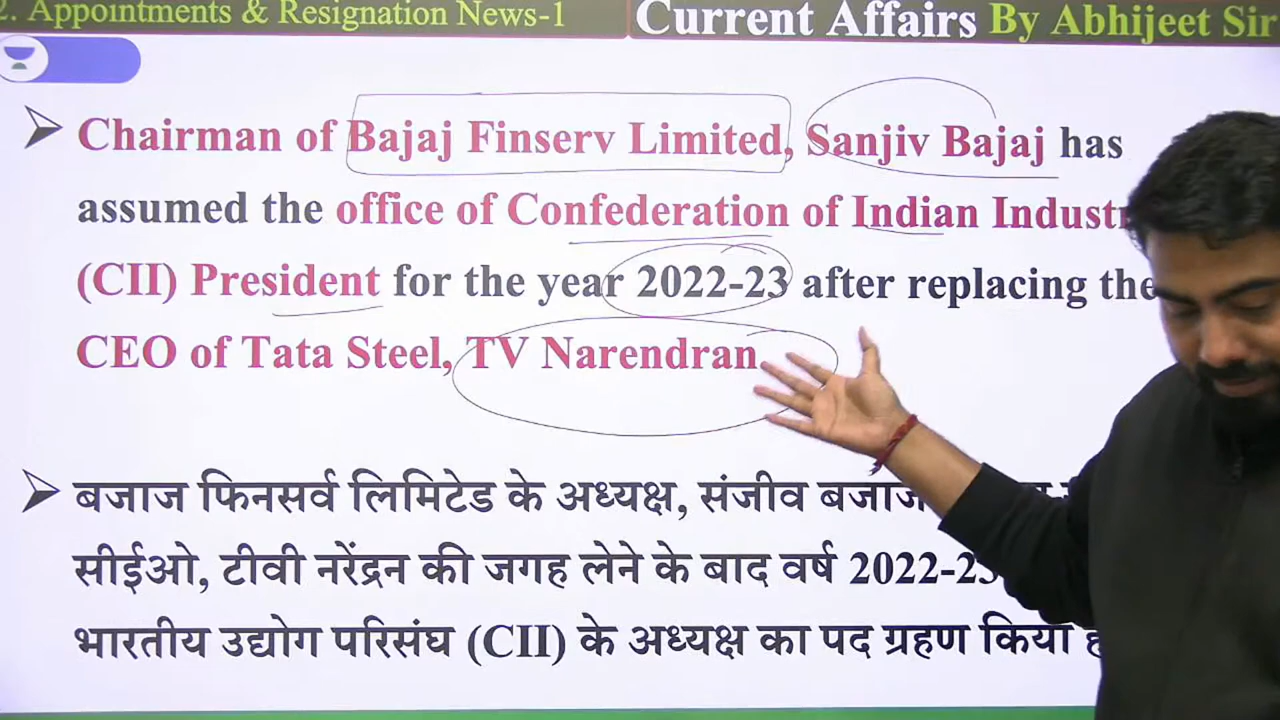 2. Appointments & Resignation News-1
Current Affairs By Abhijeet Sir
Chairman of Bajaj Finserv Limited, Sanjiv Bajaj has
assumed the office of Confederation of Indian
(CII) President for the year 2022-23 after replacing the
CEO of Tata Steel, TV Narendran.
बजाज फिनसर्व लिमिटेड के अध्यक्ष, संजीव बजाज
सीईओ, टीवी नरेंद्रन की जगह लेने के बाद वर्ष 2022-23
भारतीय उद्योग परिसंघ (CII) के अध्यक्ष का पद ग्रहण किया